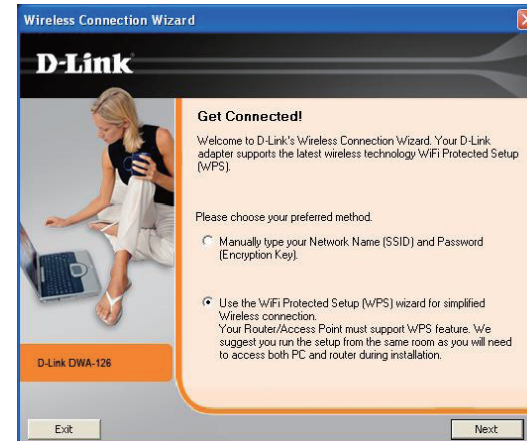 Wireless Connection Wizard
D-Link
Get Connected!
Welcome to D-Link's Wireless Connection Wizard. Your D-Link
adapter supports the latest wireless technology WiFi Protected Setup
(WPS).
Please choose your preferred method.
Manually type your Network Name (SSID) and Password
(Encryption Key).
Use the WiFi Protected Setup (WPS) wizard for simplified
Wireless connection.
Your Router/Access Point must support WPS feature. We
suggest you run the setup from the same room as you will need
to access both PC and router during installation.
D-Link DWA-126
Exit
Next